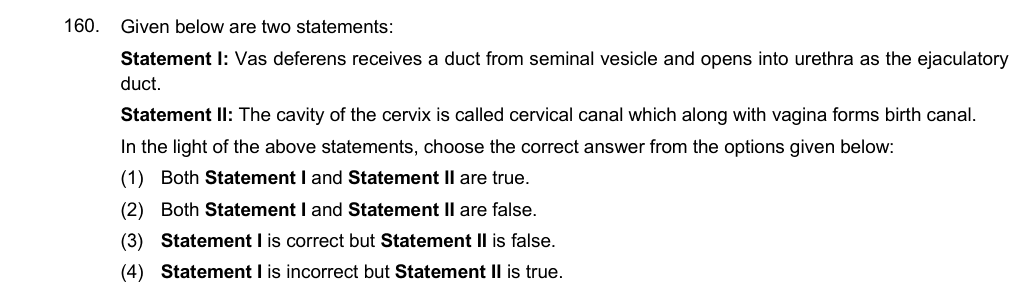 160. Given below are two statements:
Statement I: Vas deferens receives a duct from seminal vesicle and opens into urethra as the ejaculatory
duct.
Statement II: The cavity of the cervix is called cervical canal which along with vagina forms birth canal.
In the light of the above statements, choose the correct answer from the options given below:
(1) Both Statement I and Statement II are true.
(2) Both Statement I and Statement II are false.
(3) Statement I is correct but Statement II is false.
(4) Statement I is incorrect but Statement II is true.